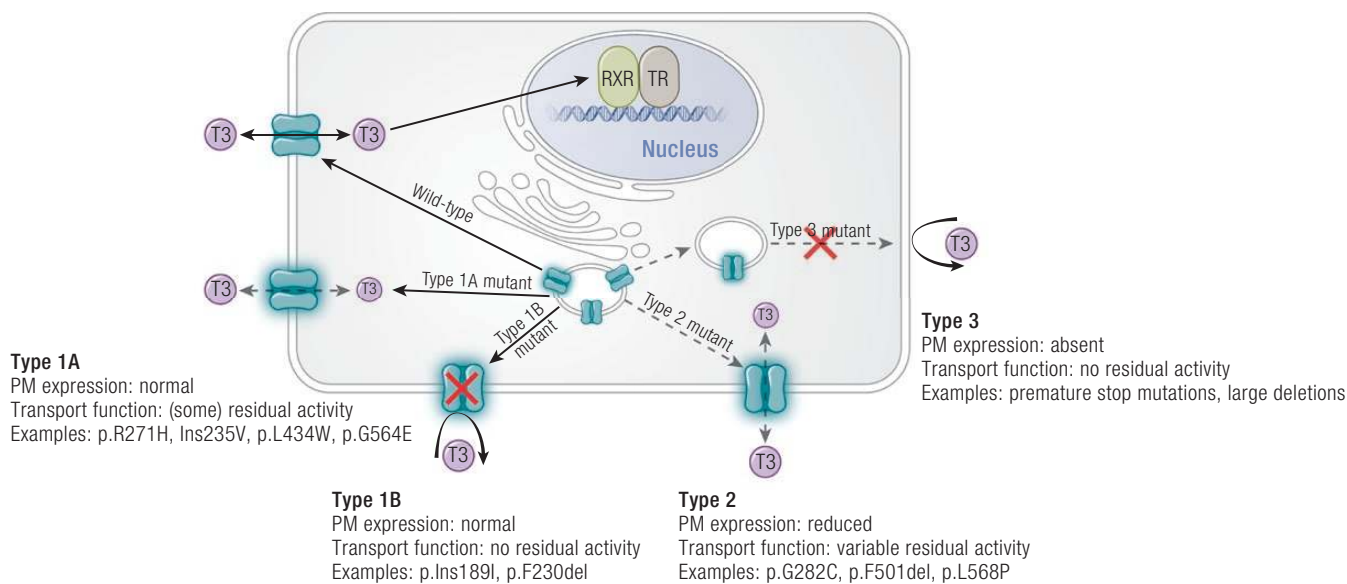 RXR TR
Nucleus
T3 T3
Wild-type
Type 3 mutant
T3
T3 T3
Type 1A mutant
Type 1B
mutant
Type 2 mutant
T3
T3
T3
Type 1A
PM expression: normal
Transport function: (some) residual activity
Examples: p.R271H, Ins235V, p.L434W, p.G564E
Type 1B
PM expression: normal
Transport function: no residual activity
Examples: p.Ins189I, p.F230del
Type 2
PM expression: reduced
Transport function: variable residual activity
Examples: p.G282C, p.F501del, p.L568P
Type 3
PM expression: absent
Transport function: no residual activity
Examples: premature stop mutations, large deletions